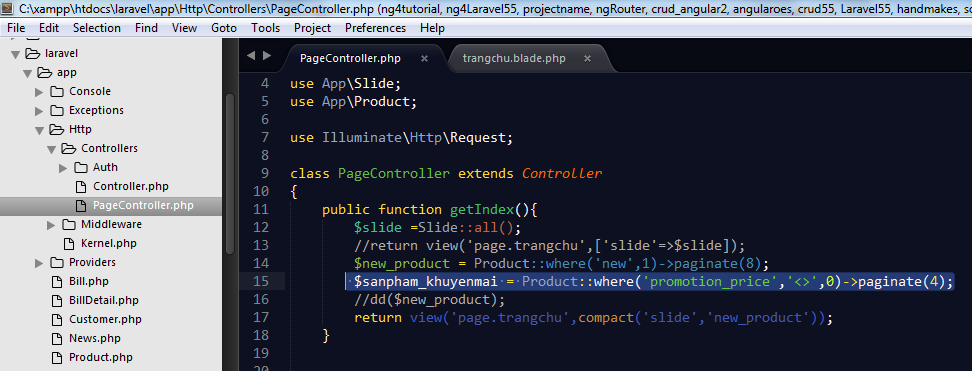 C:\xampp\htdocs\laravel\app\Http\Controllers\PageController.php (ng4tutorial, ng4Laravel55, projectname, ngRouter, crud_angular2, angularoes, crud55, Laravel55, handmakes, sc
File Edit Selection Find View Goto Tools Project Preferences Help
laravel
app
Console
Exceptions
Http
Controllers
Auth
Controller.php
PageController.php
Middleware
Kernel.php
Providers
Bill.php
BillDetail.php
Customer.php
News.php
Product.php
PageController.php × trangchu.blade.php ×
4 use App\Slide;
5 use App\Product;
6
7 use Illuminate\Http\Request;
8
9 class PageController extends Controller
10 {
11 public function getIndex(){
12 $slide =Slide::all();
13 //return view('page.trangchu',['slide'=>$slide]);
14 $new_product = Product::where('new',1)->paginate(8);
15 $sanpham_khuyenmai = Product::where('promotion_price','<>',0)->paginate(4);
16 //dd($new_product);
17 return view('page.trangchu',compact('slide','new_product'));
18 }
19
20